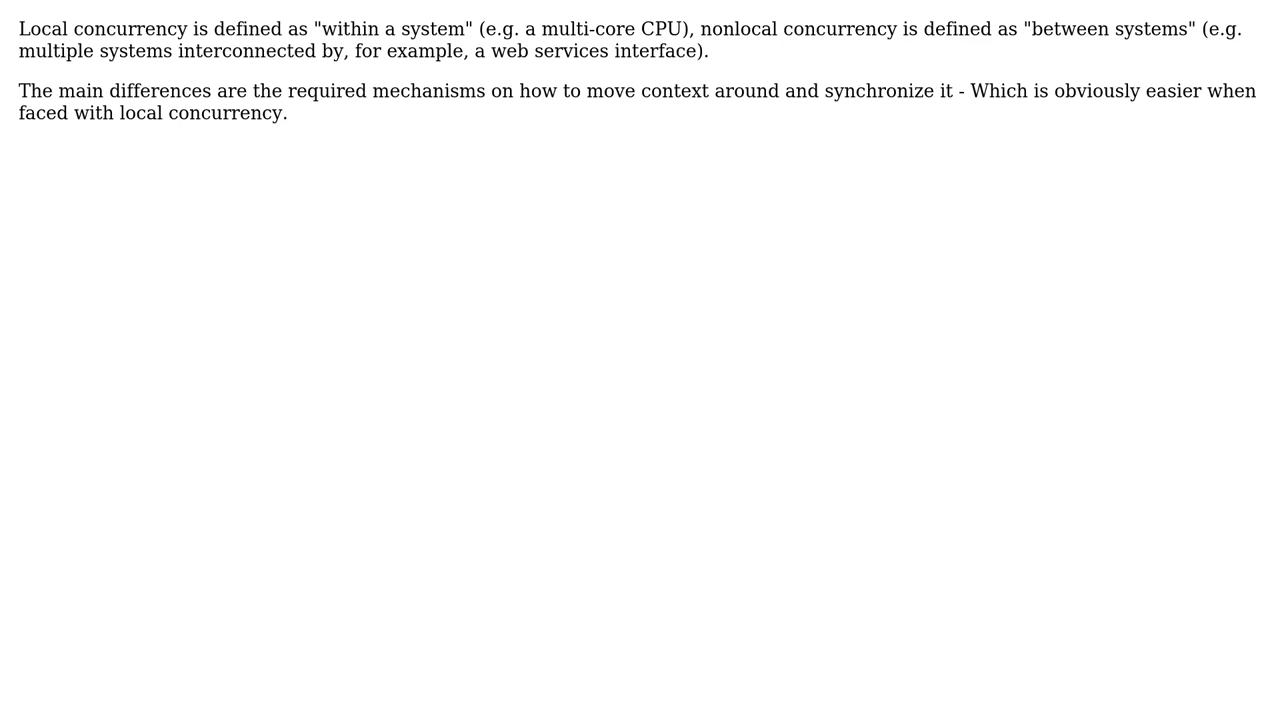 Local concurrency is defined as "within a system" (e.g. a multi-core CPU), nonlocal concurrency is defined as "between systems" (e.g.
multiple systems interconnected by, for example, a web services interface).
The main differences are the required mechanisms on how to move context around and synchronize it - Which is obviously easier when
faced with local concurrency.